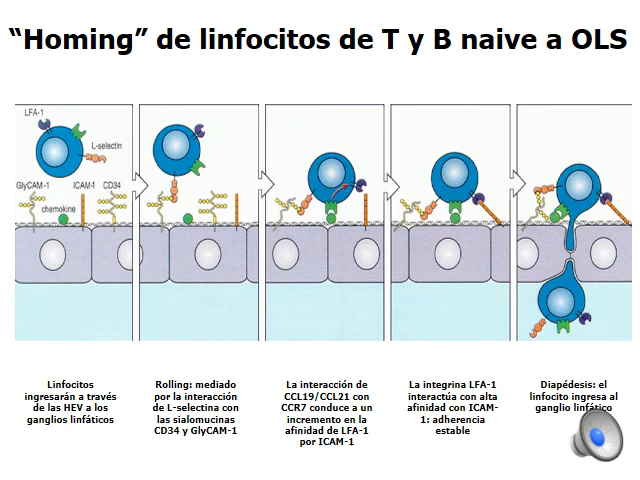 “Homing” de linfocitos de T y B naive a OLS
LFA-1
L-selectin
GlyCAM-1
ICAM-1
CD34
chemokine
Linfocitos
ingresarán a través
de las HEV a los
ganglios linfáticos
Rolling: mediado
por la interacción
de L-selectina con
las sialomucinas
CD34 y GlyCAM-1
La interacción de
CCL19/CCL21 con
CCR7 conduce a un
incremento en la
afinidad de LFA-1
por ICAM-1
La integrina LFA-1
interactúa con alta
afinidad con ICAM-
1: adherencia
estable
Diapédesis: el
linfocito ingresa al
ganglio linfático